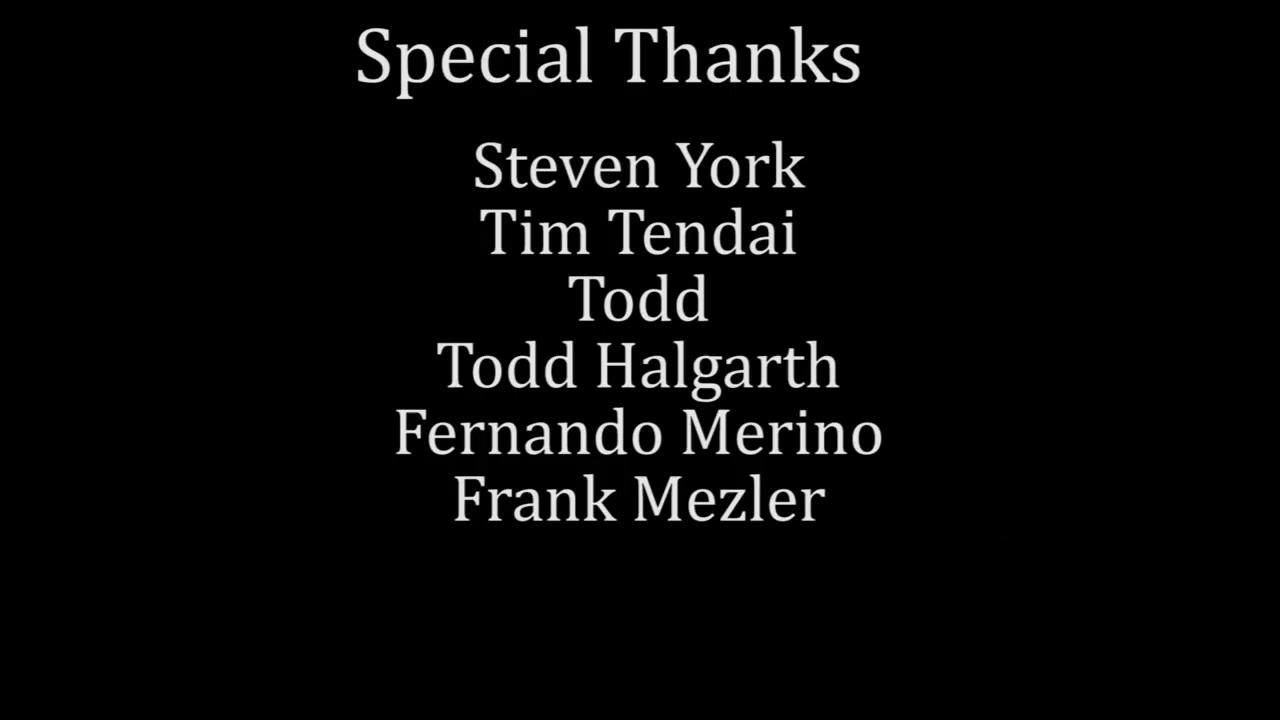 Special Thanks
Steven York
Tim Tendai
Todd
Todd Halgarth
Fernando Merino
Frank Mezler